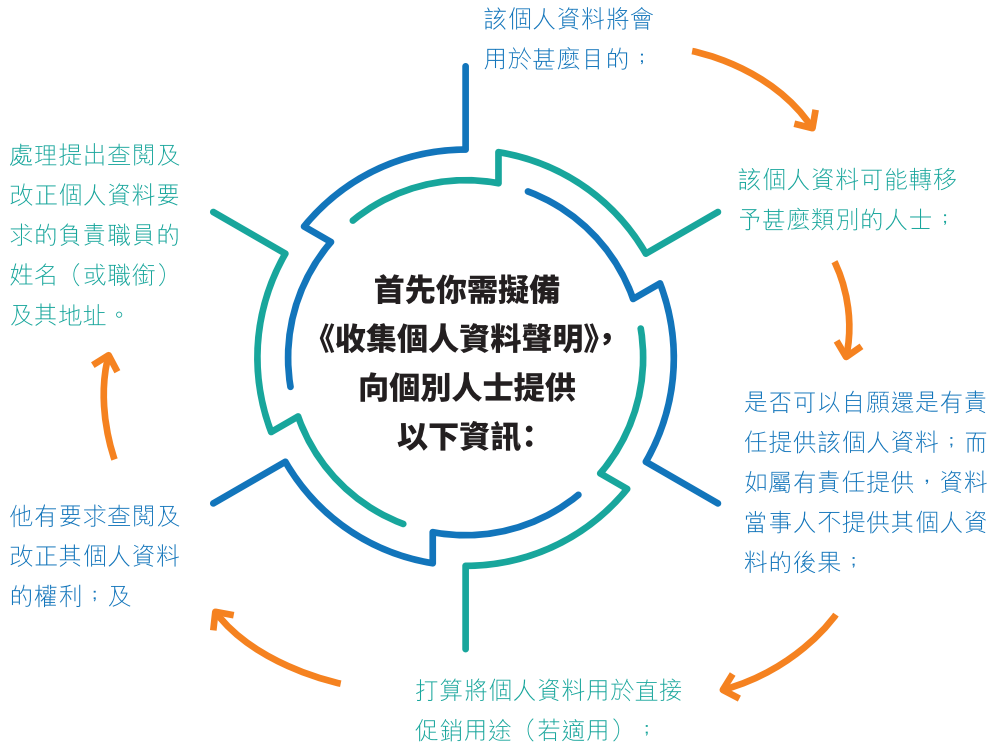 首先你需擬備
《收集個人資料聲明》，
向個別人士提供
以下資訊：
該個人資料將會
用於甚麼目的；
該個人資料可能轉移
予甚麼類別的人士；
是否可以自願還是有責
任提供該個人資料；而
如屬有責任提供，資料
當事人不提供其個人資
料的後果；
打算將個人資料用於直接
促銷用途（若適用）；
他有要求查閱及
改正其個人資料
的權利；及
處理提出查閱及
改正個人資料要
求的負責職員的
姓名（或職銜）
及其地址。